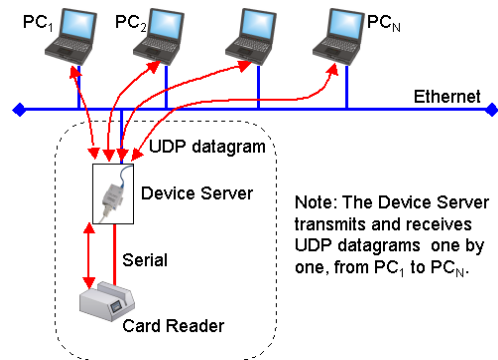 PC1
PC2
PCN
Ethernet
UDP datagram
Device Server
Note: The Device Server
transmits and receives
UDP datagrams one by
one, from PC1 to PCN.
Serial
Card Reader